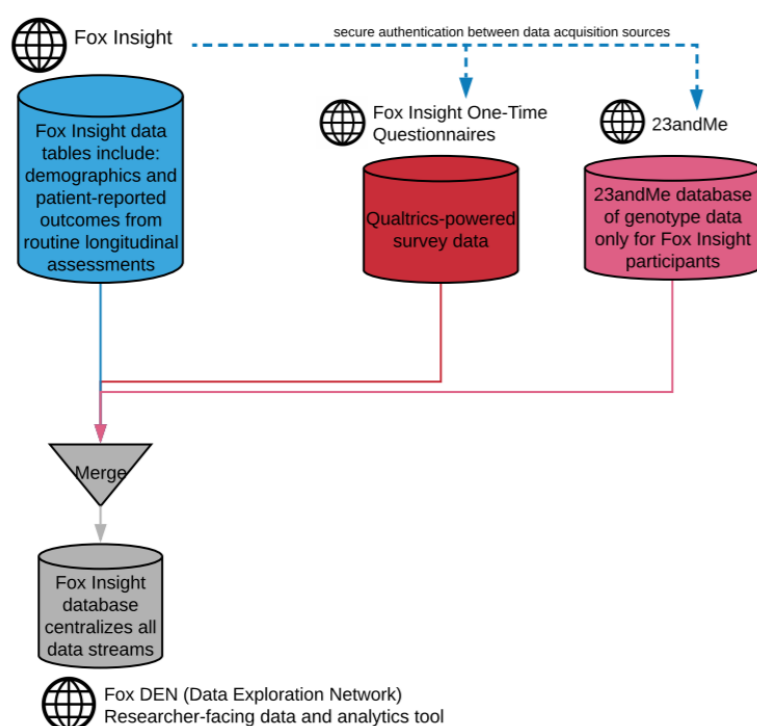 Fox Insight
secure authentication between data acquisition sources
Fox Insight data
tables include:
demographics and
patient-reported
outcomes from
routine longitudinal
assessments
Fox Insight One-Time
Questionnaires
Qualtrics-powered
survey data
23andMe
23andMe database
of genotype data
only for Fox Insight
participants
Merge
Fox Insight
database
centralizes all
data streams
Fox DEN (Data Exploration Network)
Researcher-facing data and analytics tool